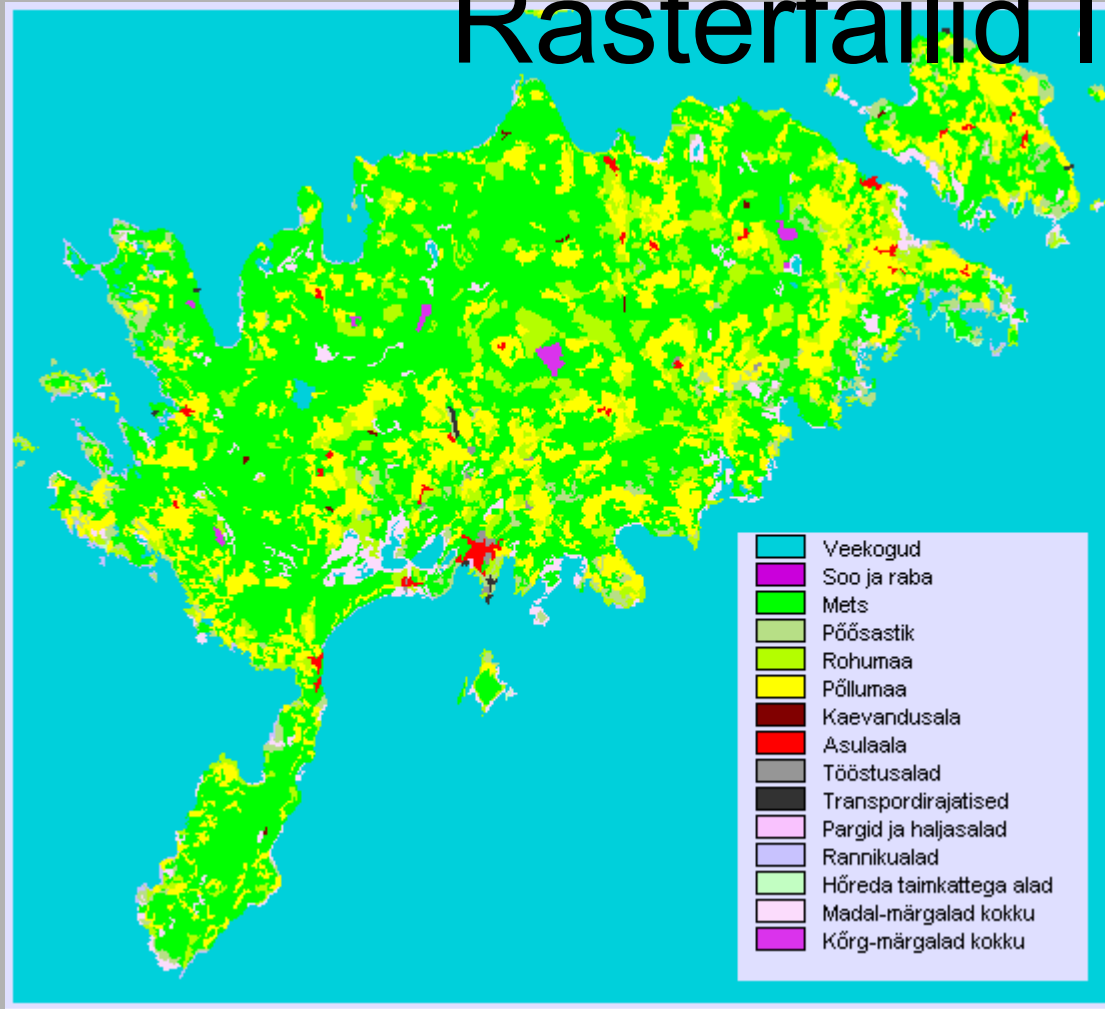 Rasterfailid
Veekogud
Soo ja raba
Mets
Põõsastik
Rohumaa
Põllumaa
Kaevandusala
Asulaala
Tööstusalad
Transpordirajatised
Pargid ja haljasalad
Rannikualad
Hõreda taimkattega alad
Madal-märgalad kokku
Kõrg-märgalad kokku